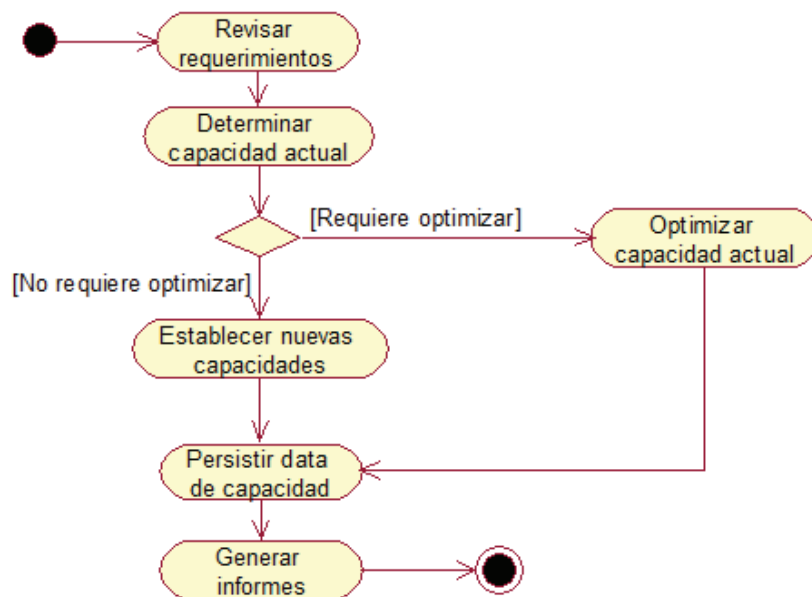 Revisar
requerimientos
Determinar
capacidad actual
[Requiere optimizar]
Optimizar
capacidad actual
[No requiere optimizar]
Establecer nuevas
capacidades
Persistir data
de capacidad
Generar
informes